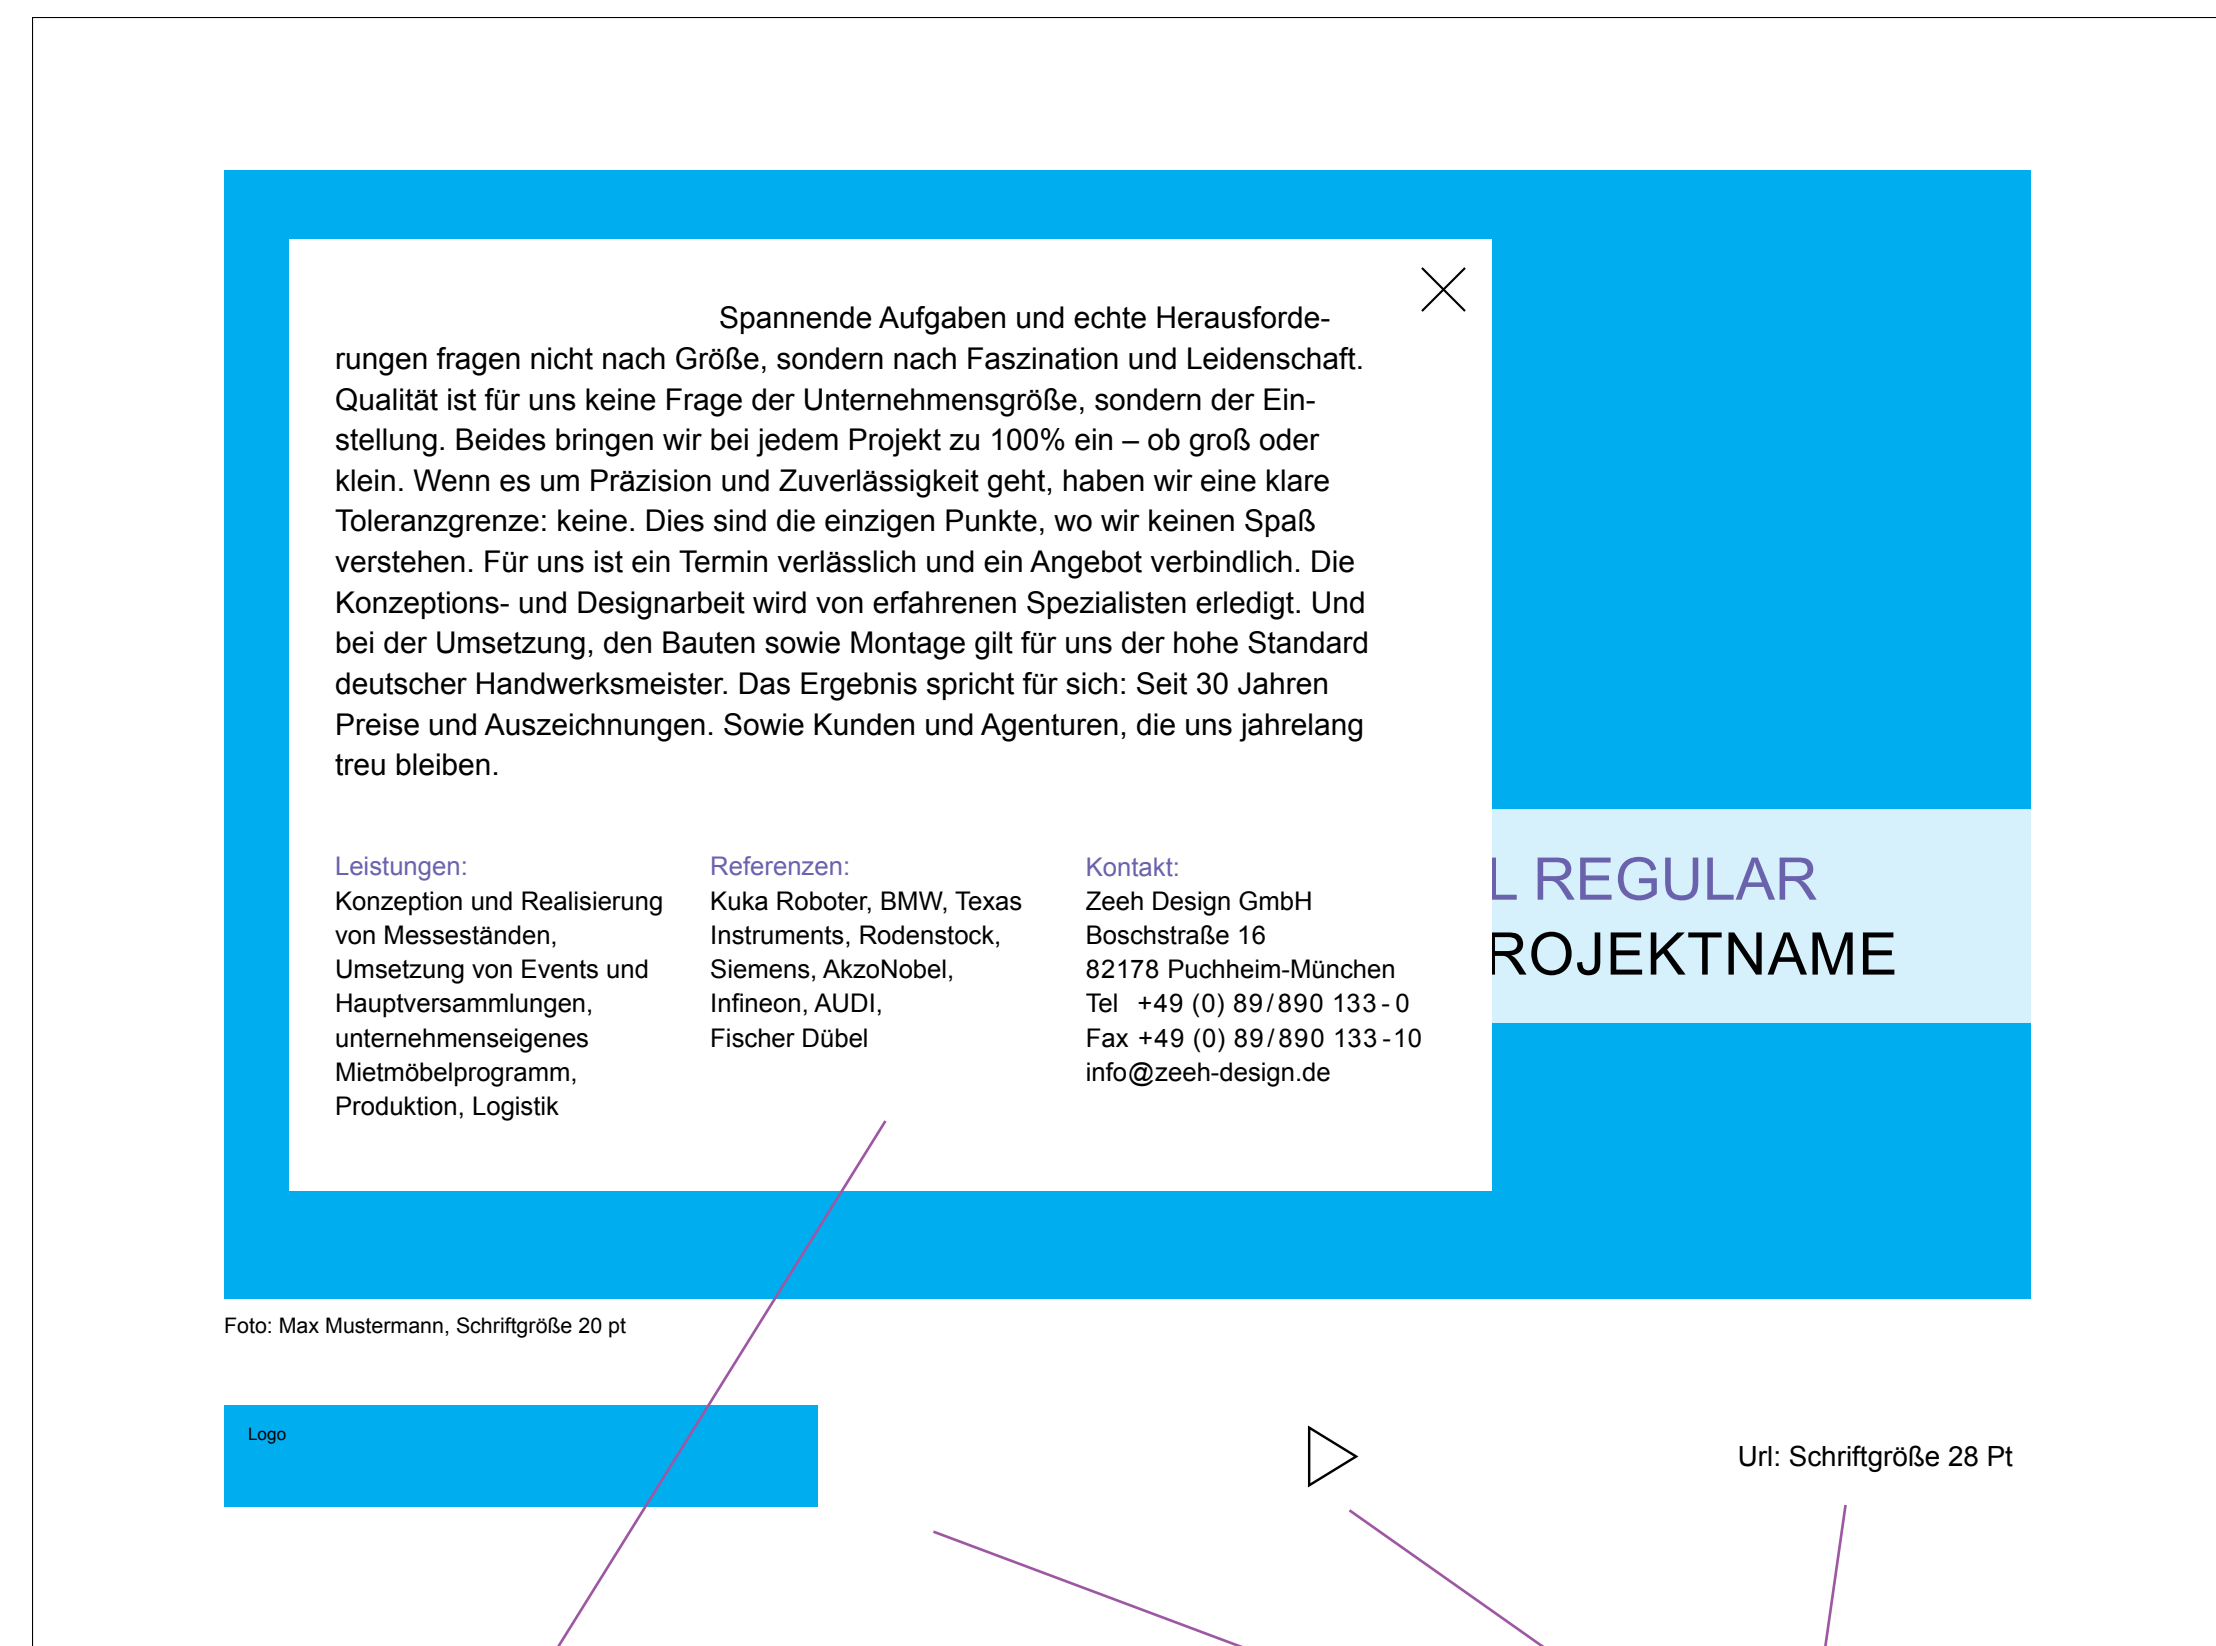 Spannende Aufgaben und echte Herausforde-
rungen fragen nicht nach Größe, sondern nach Faszination und Leidenschaft.
Qualität ist für uns keine Frage der Unternehmensgröße, sondern der Ein-
stellung. Beides bringen wir bei jedem Projekt zu 100% ein – ob groß oder
klein. Wenn es um Präzision und Zuverlässigkeit geht, haben wir eine klare
Toleranzgrenze: keine. Dies sind die einzigen Punkte, wo wir keinen Spaß
verstehen. Für uns ist ein Termin verlässlich und ein Angebot verbindlich. Die
Konzeptions- und Designarbeit wird von erfahrenen Spezialisten erledigt. Und
bei der Umsetzung, den Bauten sowie Montage gilt für uns der hohe Standard
deutscher Handwerksmeister. Das Ergebnis spricht für sich: Seit 30 Jahren
Preise und Auszeichnungen. Sowie Kunden und Agenturen, die uns jahrelang
treu bleiben.
Leistungen:
Konzeption und Realisierung
von Messeständen,
Umsetzung von Events und
Hauptversammlungen,
unternehmenseigenes
Mietmöbelprogramm,
Produktion, Logistik
Referenzen:
Kuka Roboter, BMW, Texas
Instruments, Rodenstock,
Siemens, AkzoNobel,
Infineon, AUDI,
Fischer Dübel
Kontakt:
Zeeh Design GmbH
Boschstraße 16
82178 Puchheim-München
Tel +49 (0) 89/890 133-0
Fax +49 (0) 89/890 133-10
info@zeeh-design.de
L REGULAR
ROJEKTNAME
Foto: Max Mustermann, Schriftgröße 20 pt
Logo
Url: Schriftgröße 28 Pt